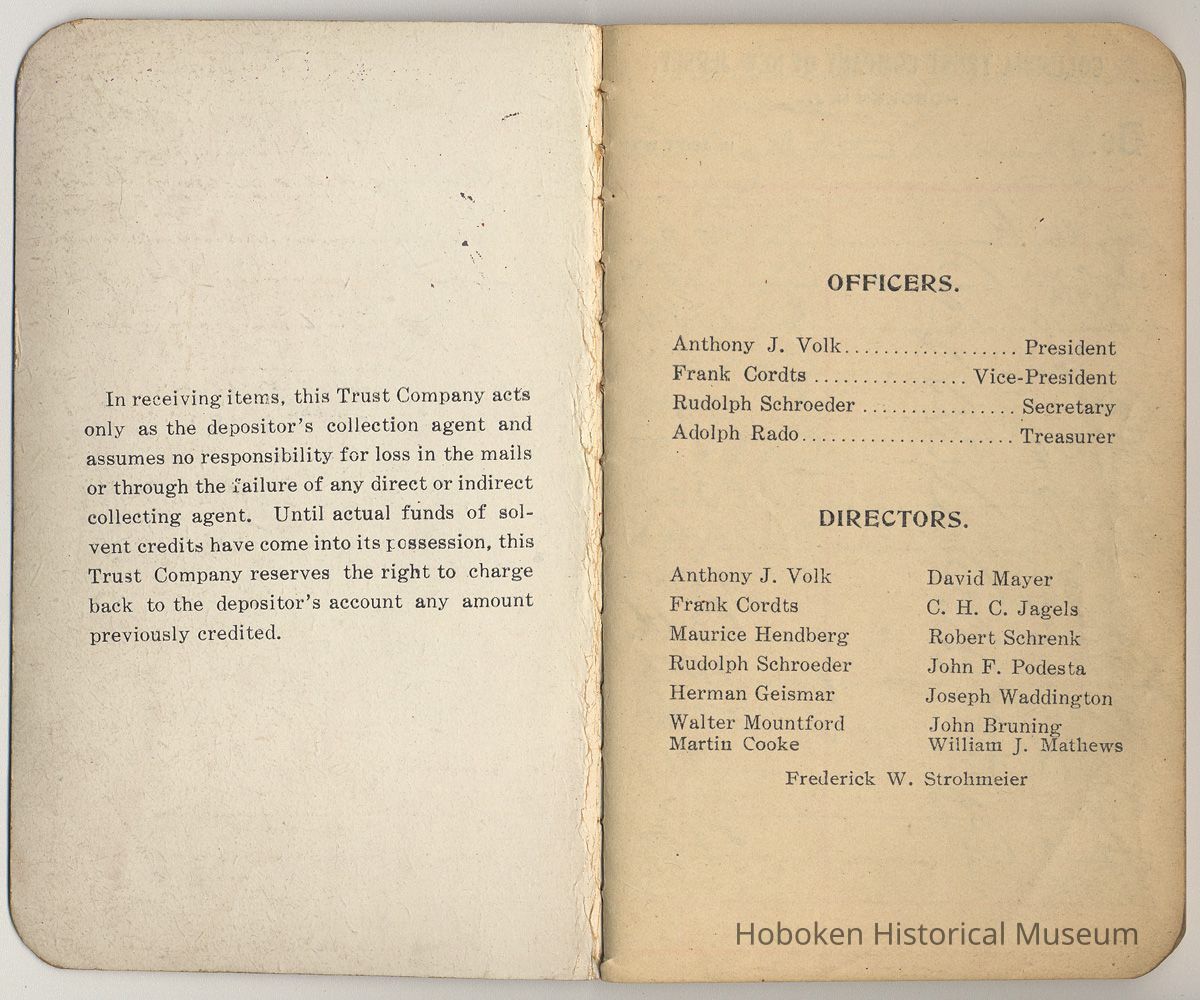 In receiving items, this Trust Company acts
only as the depositor's collection agent and
assumes no responsibility for loss in the mails
or through the failure of any direct or indirect
collecting agent. Until actual funds of sol-
vent credits have come into its possession, this
Trust Company reserves the right to charge
back to the depositor's account any amount
previously credited.
OFFICERS.
Anthony J. Volk.................. President
Frank Cordts ................ Vice-President
Rudolph Schroeder ................ Secretary
Adolph Rado....................... Treasurer
DIRECTORS.
Anthony J. Volk David Mayer
Frank Cordts C. H. C. Jagels
Maurice Hendberg Robert Schrenk
Rudolph Schroeder John F. Podesta
Herman Geismar Joseph Waddington
Walter Mountford John Bruning
Martin Cooke William J. Mathews
Frederick W. Strohmeier
Hoboken Historical Museum